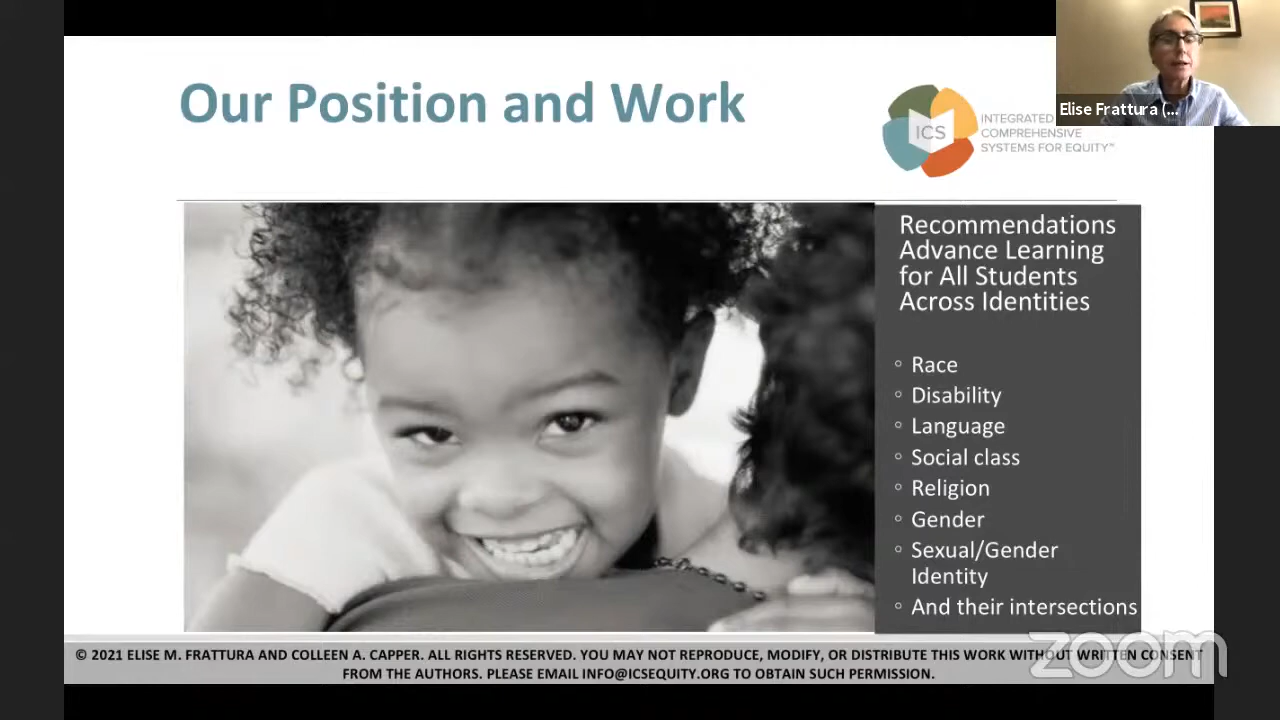 Our Position and Work
ICS
INTEGRATED
COMPREHENSIVE
SYSTEMS FOR EQUITY™
Elise Frattura (...
Recommendations
Advance Learning
for All Students
Across Identities
◦ Race
◦ Disability
◦ Language
◦ Social class
◦ Religion
◦ Gender
◦ Sexual/Gender
Identity
◦ And their intersections
zoom
© 2021 ELISE M. FRATTURA AND COLLEEN A. CAPPER. ALL RIGHTS RESERVED. YOU MAY NOT REPRODUCE, MODIFY, OR DISTRIBUTE THIS WORK WITHOUT WRITTEN CONSENT
FROM THE AUTHORS. PLEASE EMAIL INFO@ICSEQUITY.ORG TO OBTAIN SUCH PERMISSION.